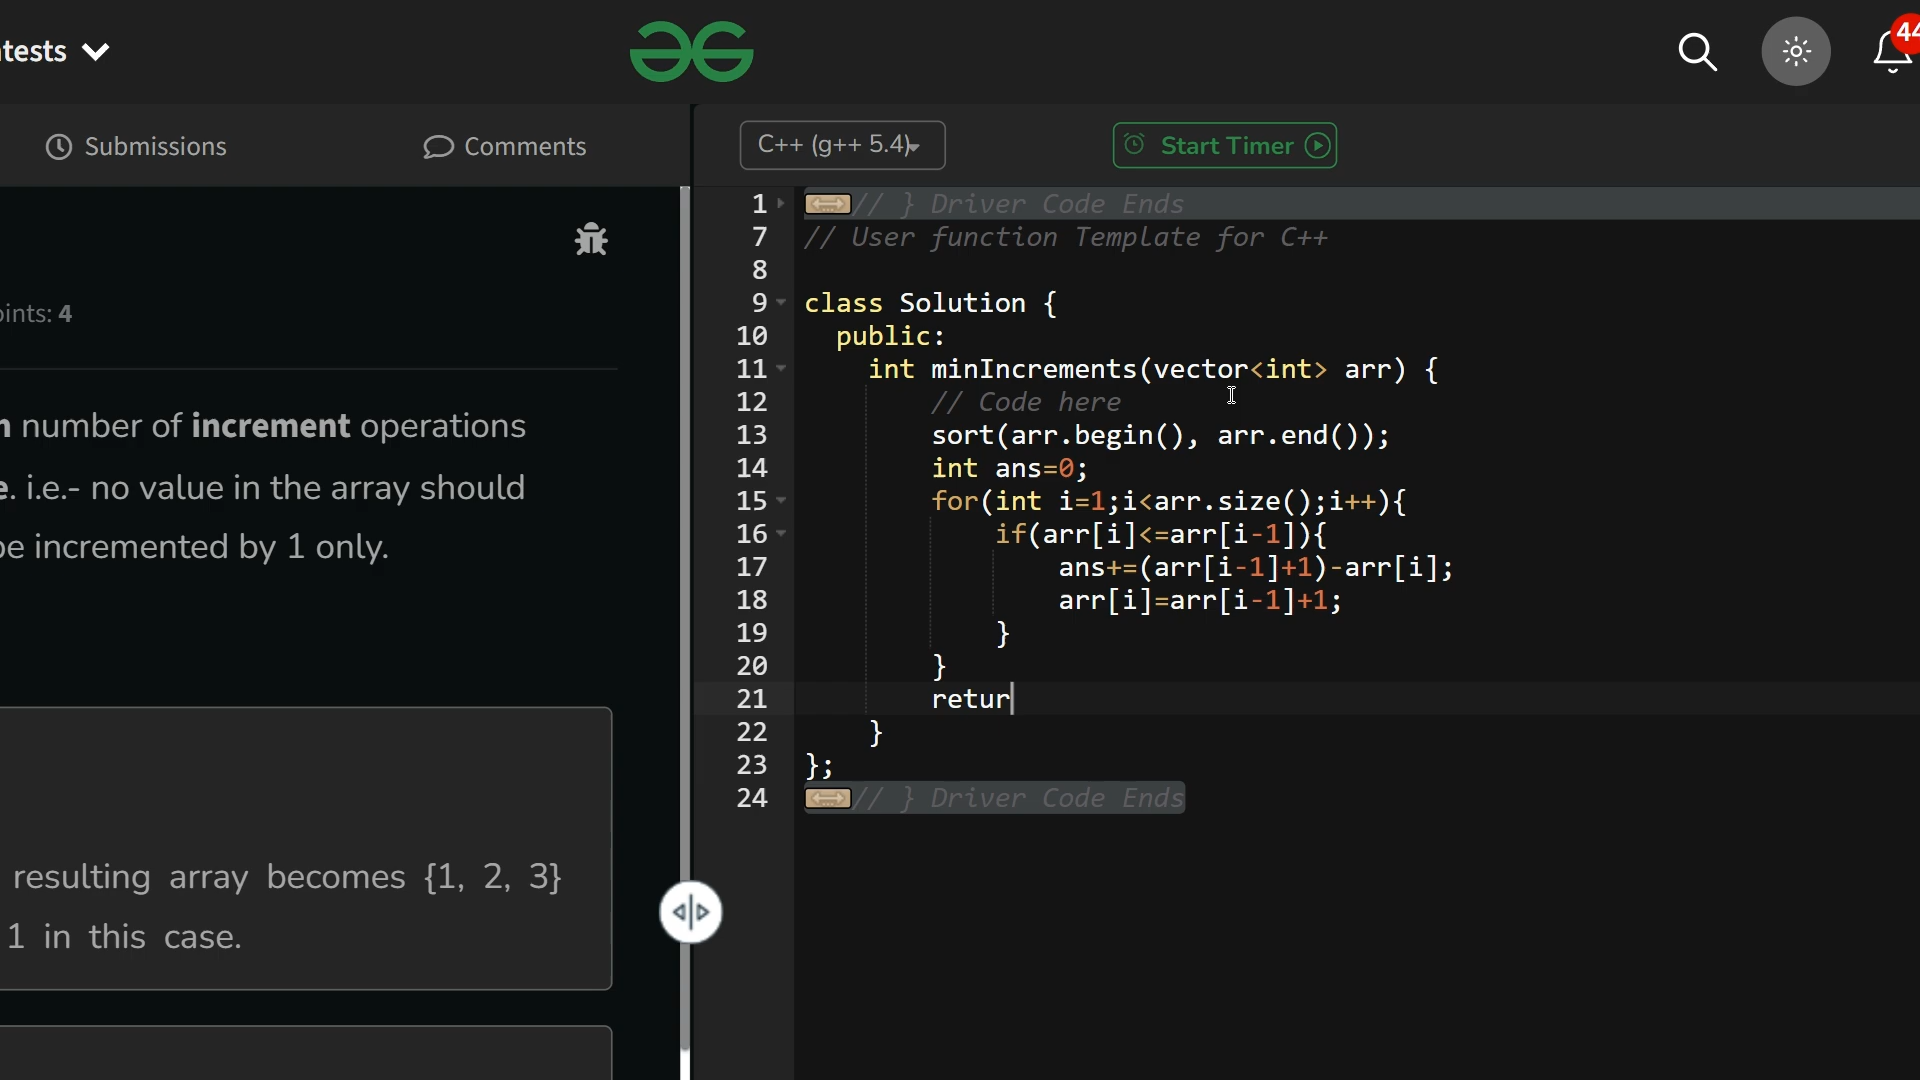 tests
44
Submissions
Comments
C++ (g++ 5.4)
Start Timer
ints: 4
number of increment operations
. i.e.- no value in the array should
be incremented by 1 only.
resulting array becomes {1, 2, 3}
1 in this case.
1 // } Driver Code Ends
7 // User function Template for C++
8
9 class Solution {
10 public:
11 int minIncrements(vector<int> arr) {
12 // Code here
13 sort(arr.begin(), arr.end());
14 int ans=0;
15 for(int i=1;i<arr.size();i++){
16 if(arr[i]<=arr[i-1]){
17 ans+=(arr[i-1]+1)-arr[i];
18 arr[i]=arr[i-1]+1;
19 }
20 }
21 retur
22 }
23 };
24 // } Driver Code Ends